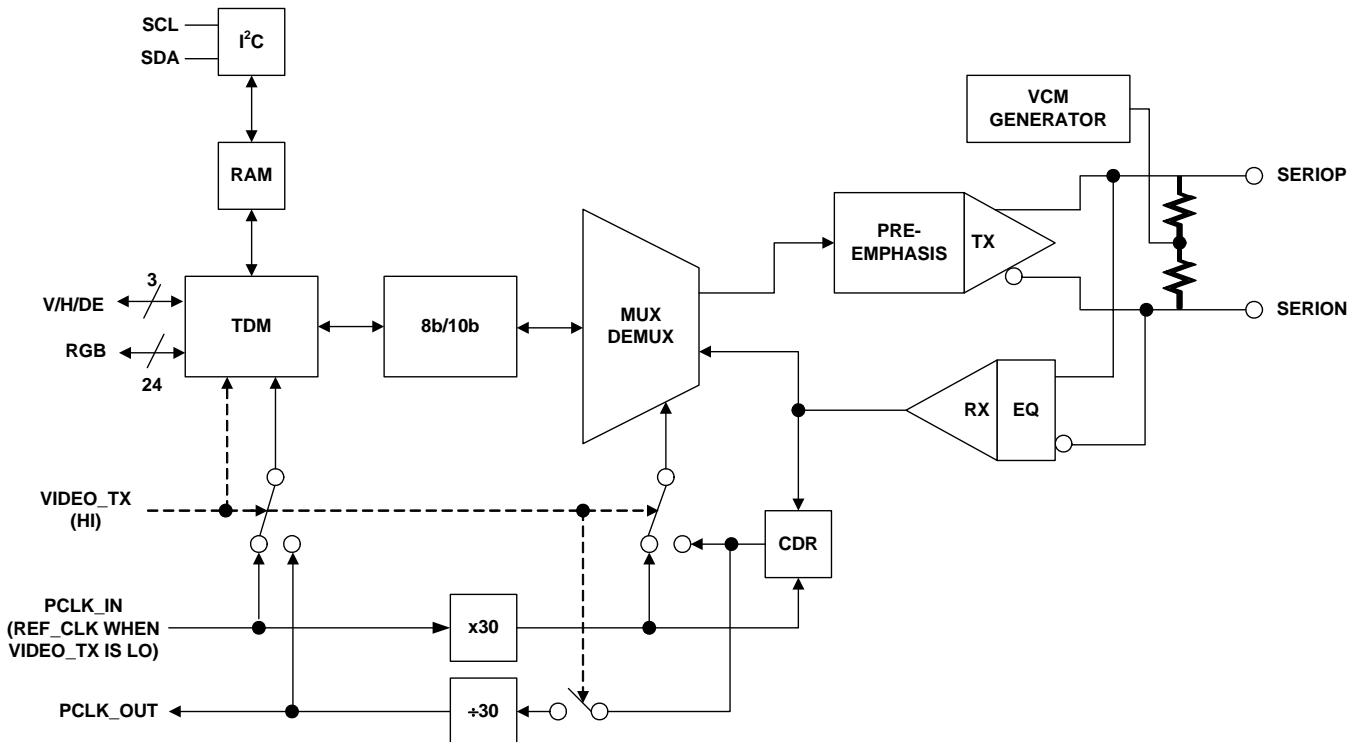 SCL
SDA
I²C
VCM
GENERATOR
RAM
SERIOP
PRE-
EMPHASIS
TX
V/H/DE
3
TDM
8b/10b
MUX
DEMUX
SERION
RGB
24
RX
EQ
VIDEO_TX
(HI)
CDR
PCLK_IN
(REF_CLK WHEN
VIDEO_TX IS LO)
x30
PCLK_OUT
÷30